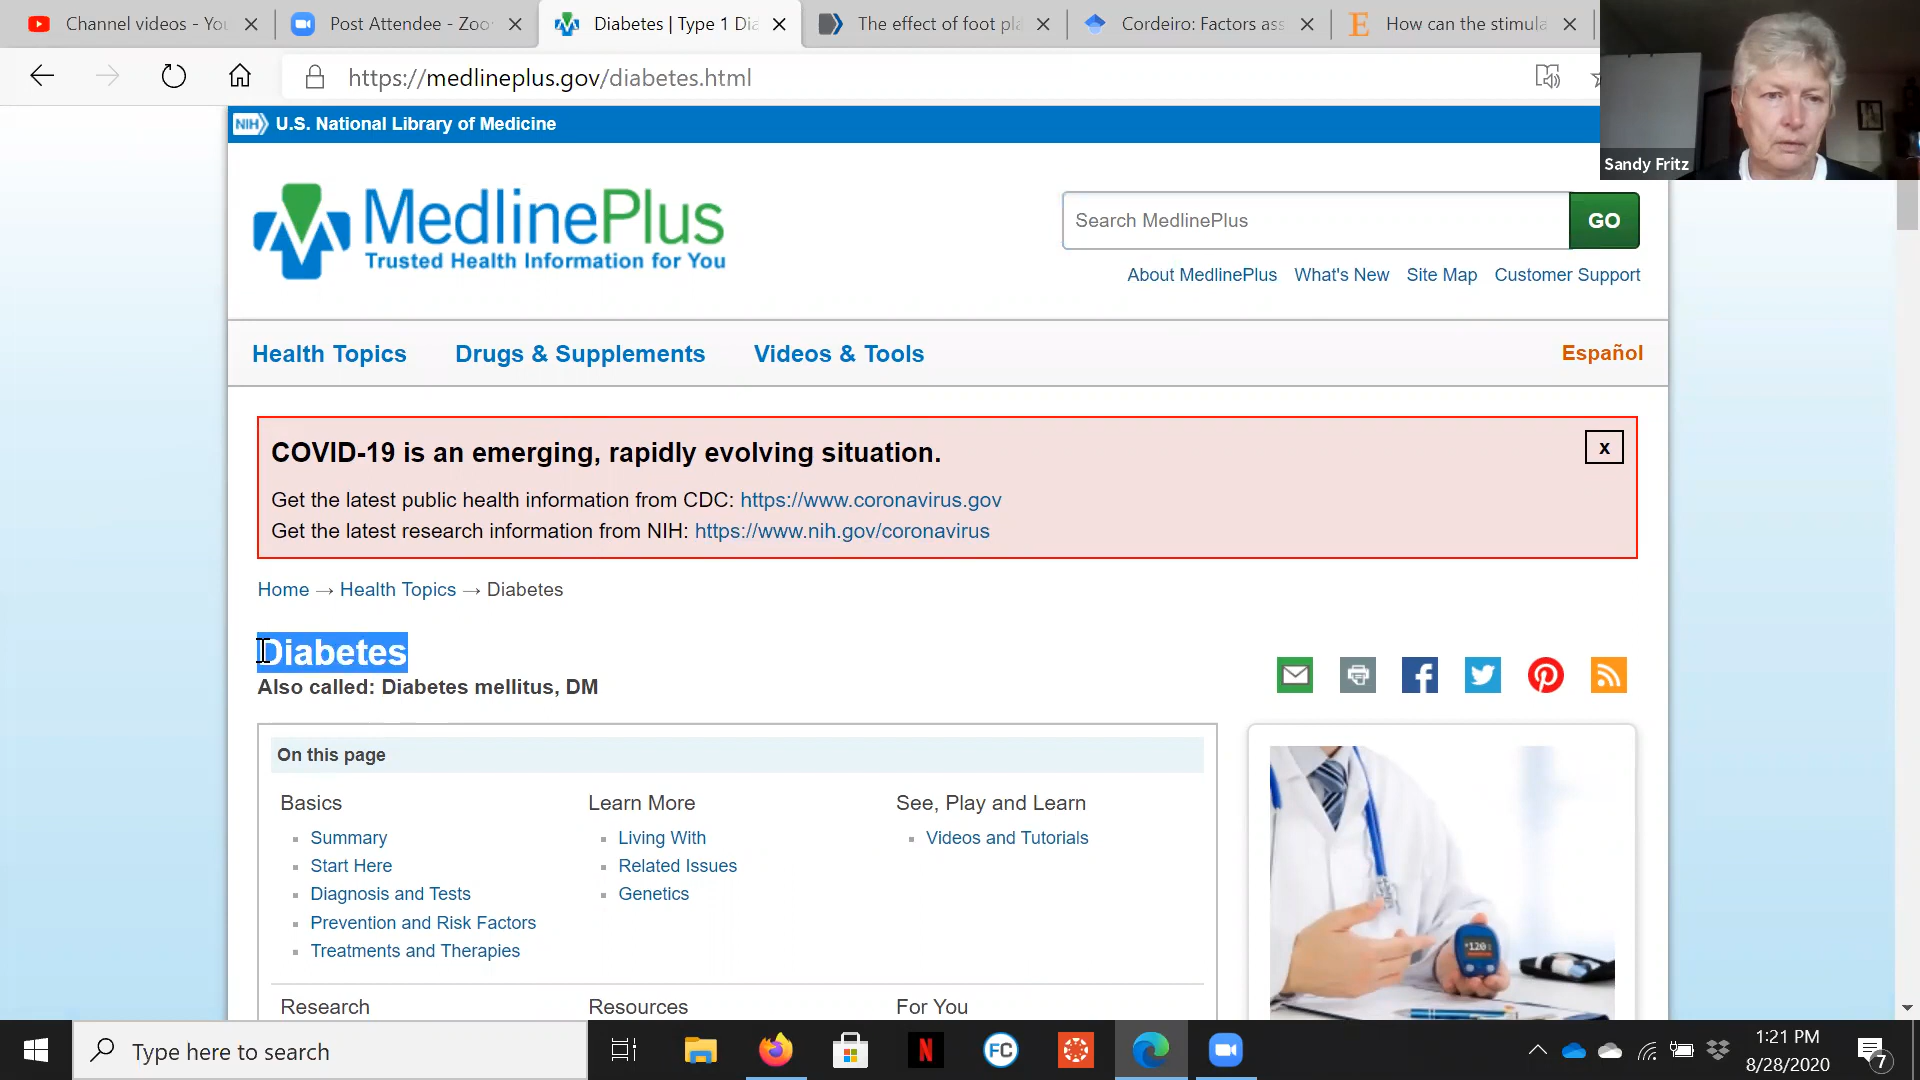 Channel videos - You
Post Attendee - Zoo
Diabetes | Type 1 Dia
The effect of foot pla
Cordeiro: Factors ass
How can the stimula
https://medlineplus.gov/diabetes.html
Sandy Fritz
NIH U.S. National Library of Medicine
MedlinePlus
Trusted Health Information for You
Search MedlinePlus
GO
About MedlinePlus What's New Site Map Customer Support
Health Topics Drugs & Supplements Videos & Tools Español
COVID-19 is an emerging, rapidly evolving situation.
x
Get the latest public health information from CDC: https://www.coronavirus.gov
Get the latest research information from NIH: https://www.nih.gov/coronavirus
Home → Health Topics → Diabetes
Diabetes
Also called: Diabetes mellitus, DM
On this page
Basics
Summary
Start Here
Diagnosis and Tests
Prevention and Risk Factors
Treatments and Therapies
Learn More
Living With
Related Issues
Genetics
See, Play and Learn
Videos and Tutorials
120
Research
Resources
For You
Type here to search
N
FC
1:21 PM
8/28/2020
7